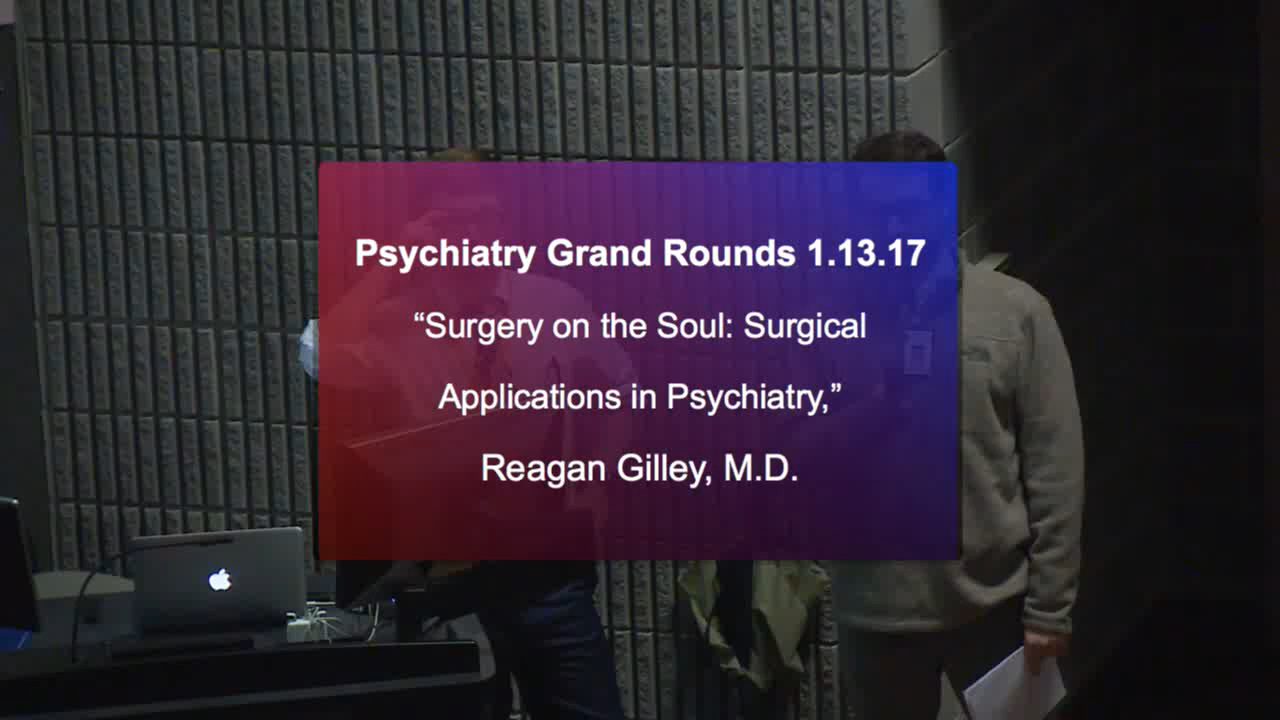 Psychiatry Grand Rounds 1.13.17
“Surgery on the Soul: Surgical
Applications in Psychiatry,”
Reagan Gilley, M.D.